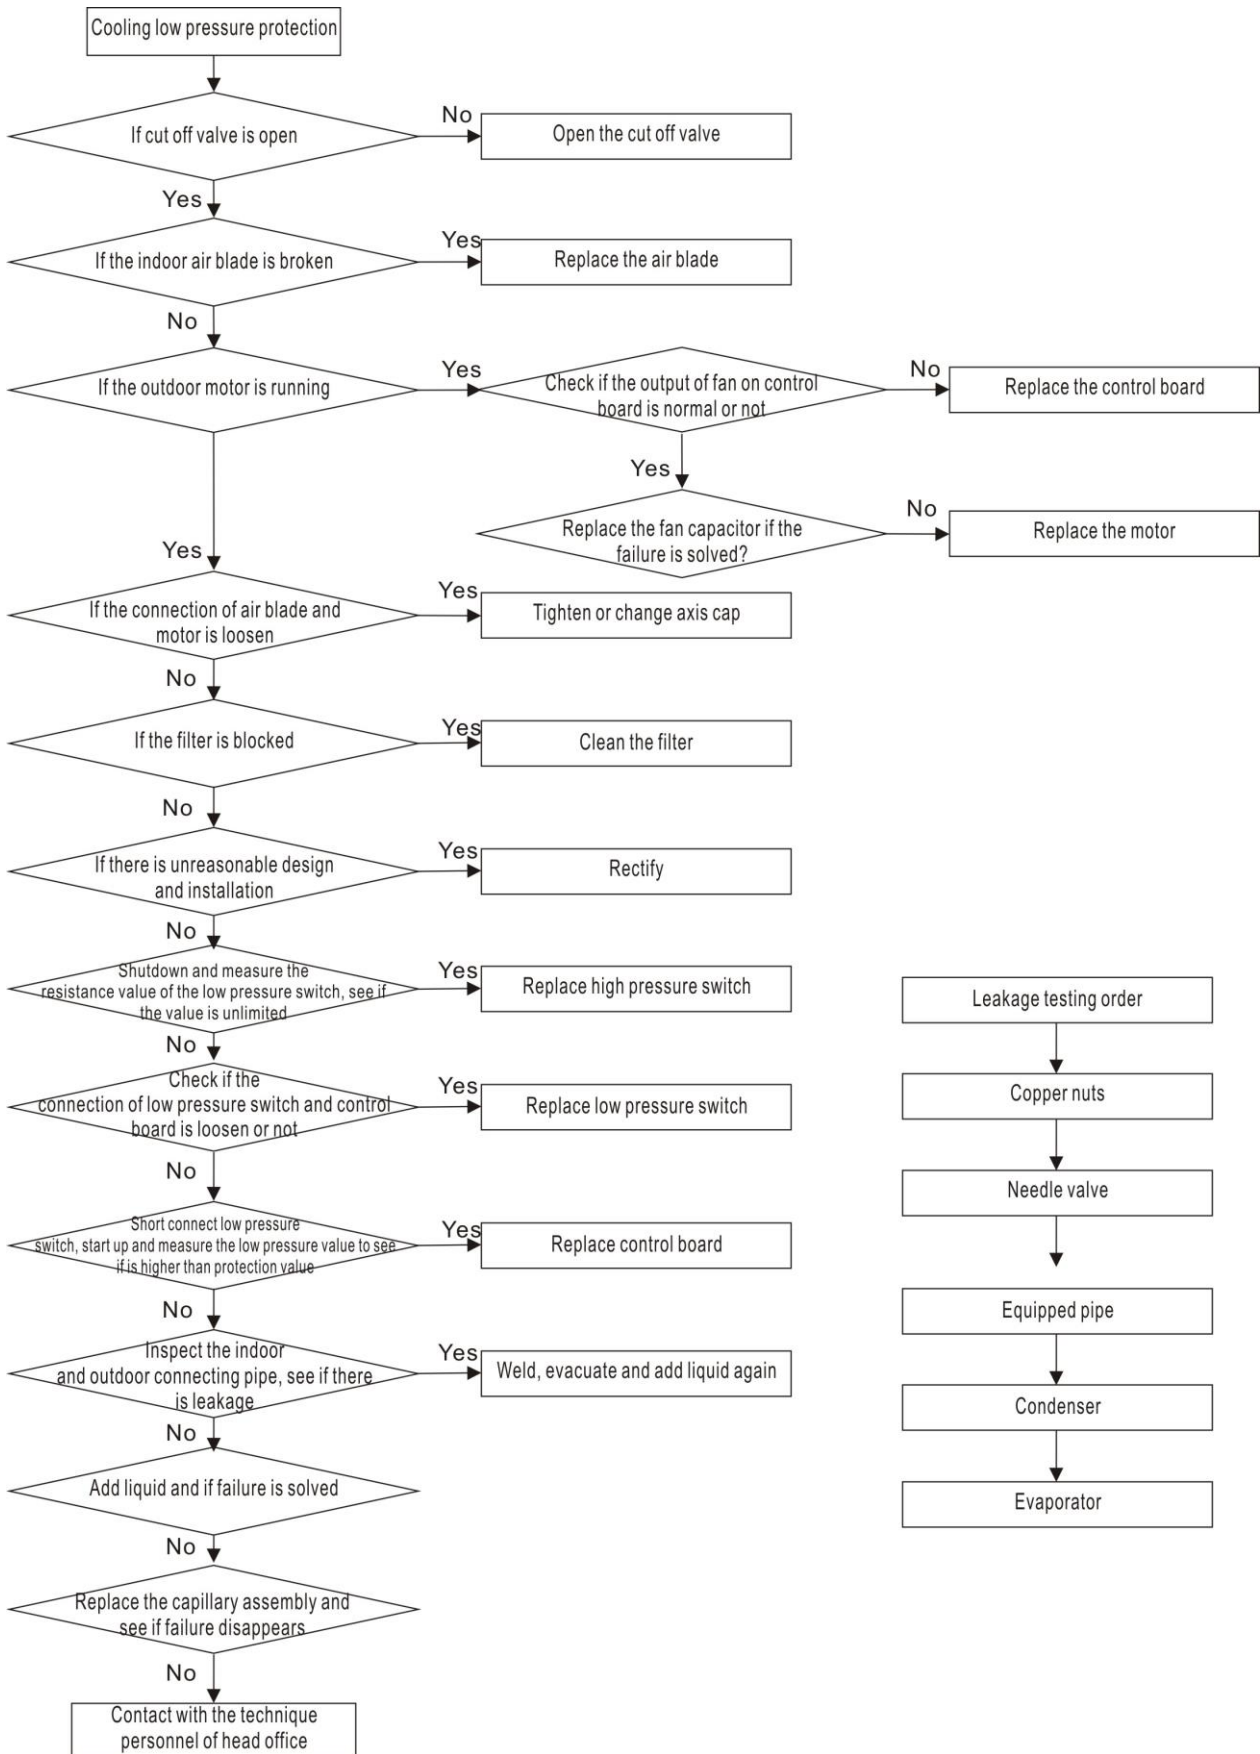 Cooling low pressure protection
If cut off valve is open
No
Open the cut off valve
Yes
If the indoor air blade is broken
Yes
Replace the air blade
No
If the outdoor motor is running
Yes
Check if the output of fan on control
board is normal or not
No
Replace the control board
Yes
Replace the fan capacitor if the
failure is solved?
No
Replace the motor
Yes
If the connection of air blade and
motor is loosen
Yes
Tighten or change axis cap
No
If the filter is blocked
Yes
Clean the filter
No
If there is unreasonable design
and installation
Yes
Rectify
No
Shutdown and measure the
resistance value of the low pressure switch, see if
the value is unlimited
Yes
Replace high pressure switch
No
Check if the
connection of low pressure switch and control
board is loosen or not
Yes
Replace low pressure switch
No
Short connect low pressure
switch, start up and measure the low pressure value to see
if is higher than protection value
Yes
Replace control board
No
Inspect the indoor
and outdoor connecting pipe, see if there
is leakage
Yes
Weld, evacuate and add liquid again
No
Add liquid and if failure is solved
No
Replace the capillary assembly and
see if failure disappears
No
Contact with the technique
personnel of head office
Leakage testing order
Copper nuts
Needle valve
Equipped pipe
Condenser
Evaporator